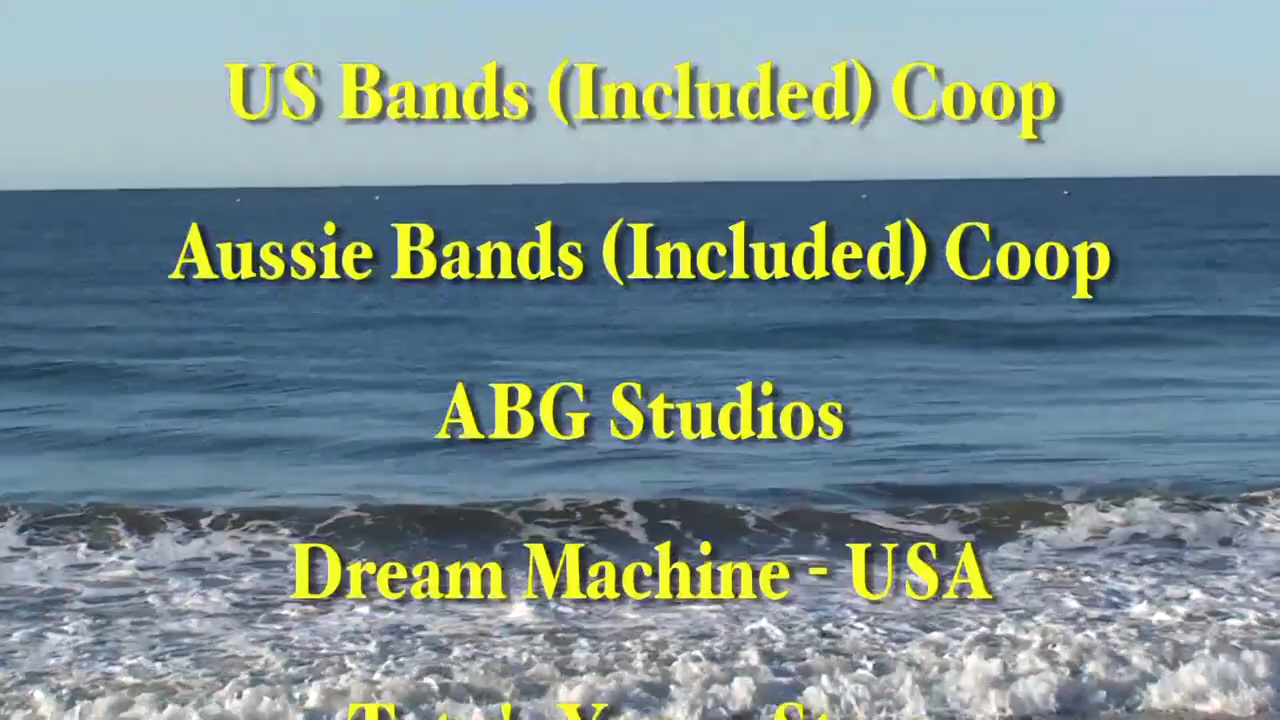 US Bands (Included) Coop
Aussie Bands (Included) Coop
ABG Studios
Dream Machine - USA